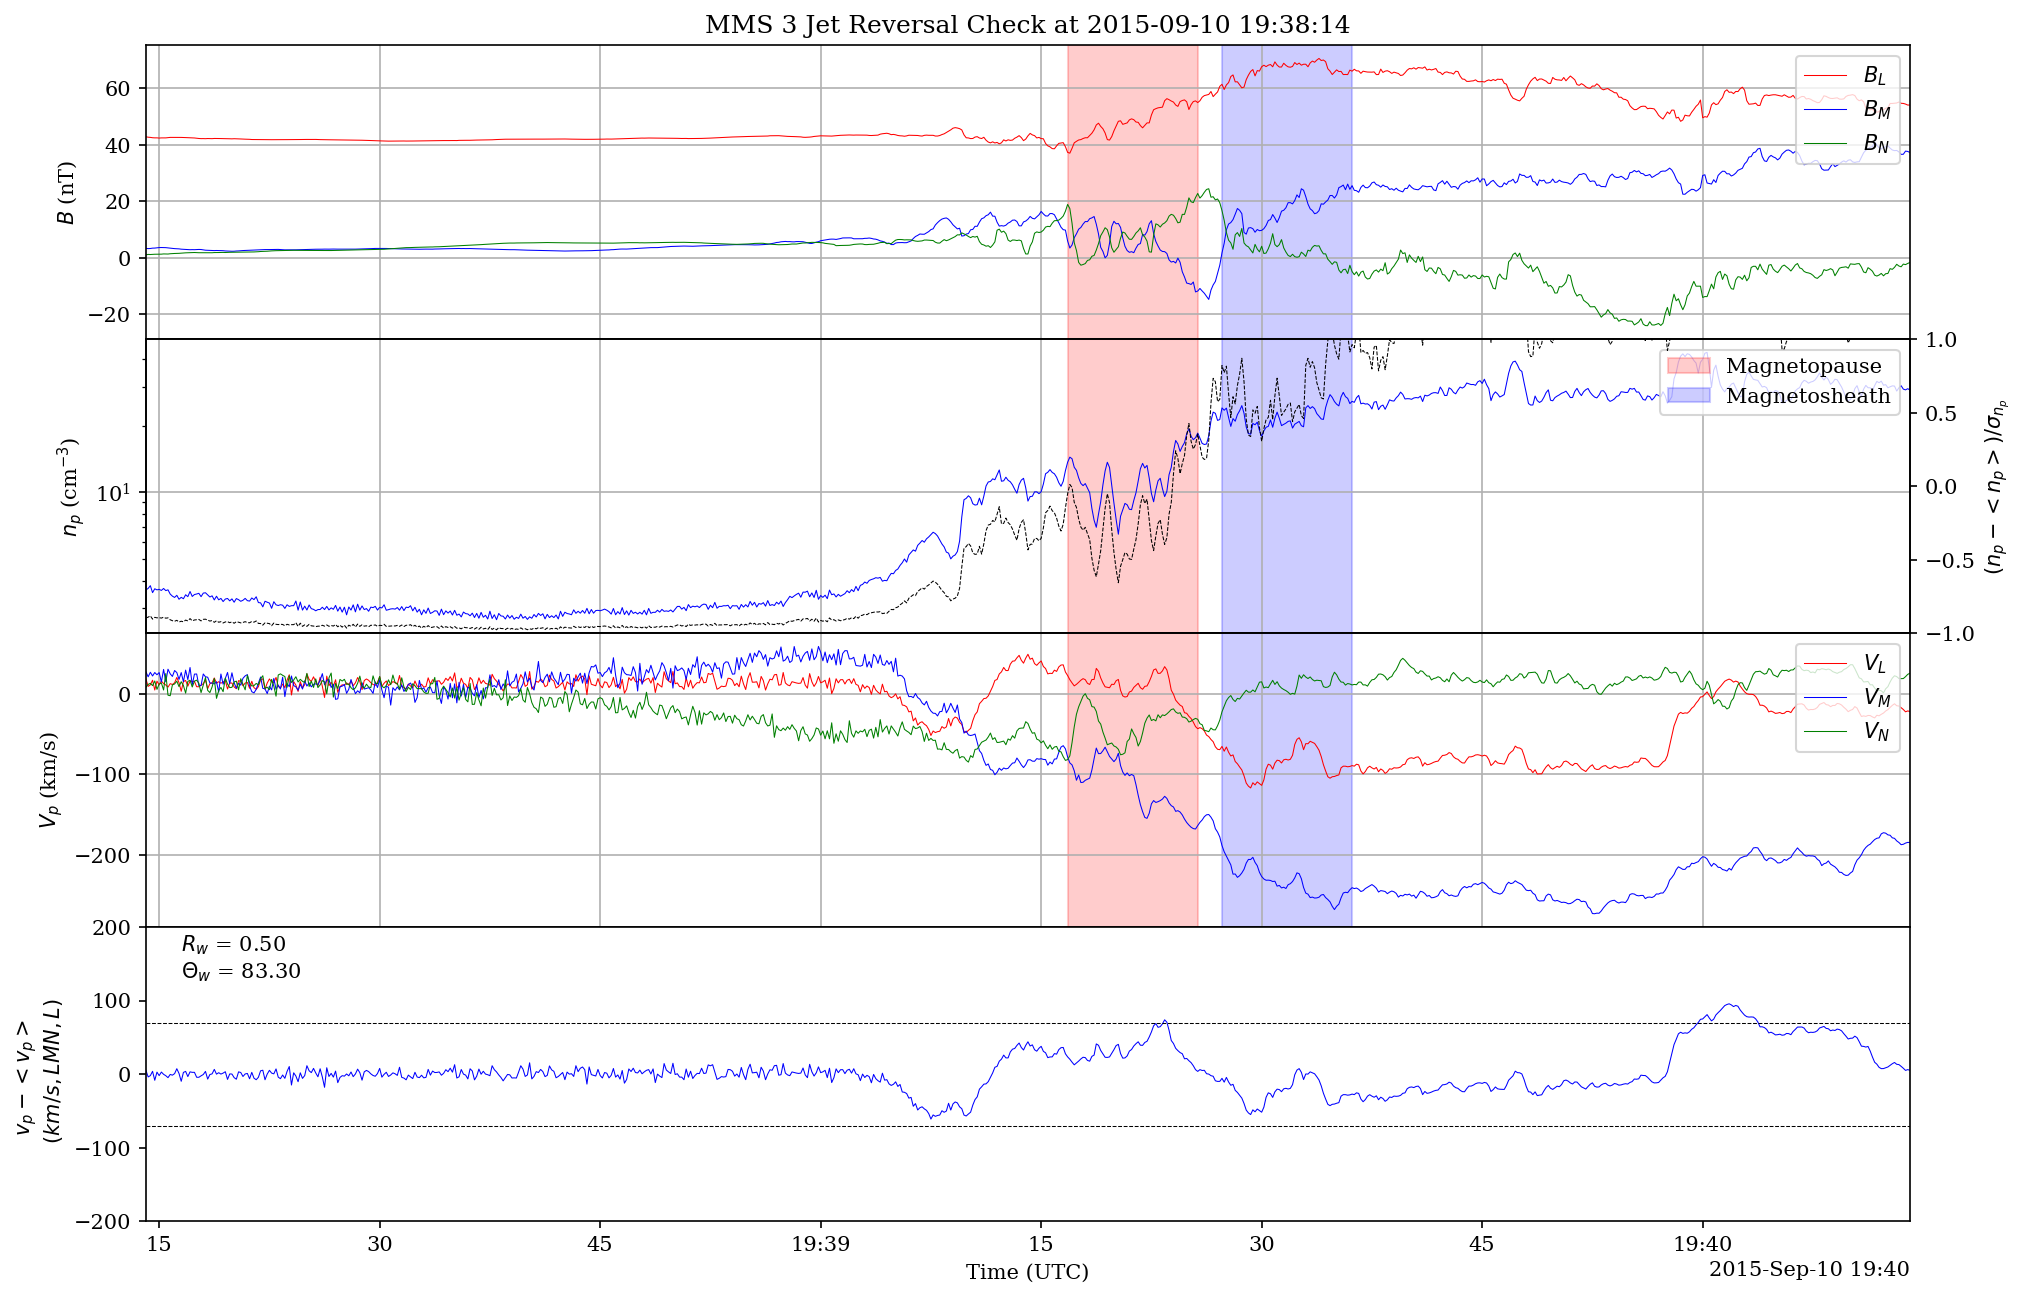 MMS 3 Jet Reversal Check at 2015-09-10 19:38:14
60
40
20
0
−20
B (nT)
B_L
B_M
B_N
10¹
n_p (cm⁻³)
1.0
0.5
0.0
−0.5
−1.0
(n_p − < n_p >)/σ_{n_p}
Magnetopause
Magnetosheath
0
−100
−200
V_p (km/s)
V_L
V_M
V_N
200
100
0
−100
−200
v_p − < v_p >
(km/s, LMN, L)
R_w = 0.50
Θ_w = 83.30
15 30 45 19:39 15 30 45 19:40
Time (UTC)
2015-Sep-10 19:40